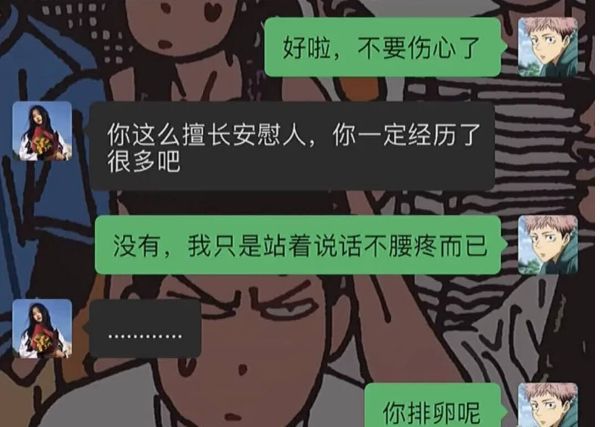 好啦，不要伤心了
你这么擅长安慰人，你一定经历了
很多吧
没有，我只是站着说话不腰疼而已
............
你排卵呢